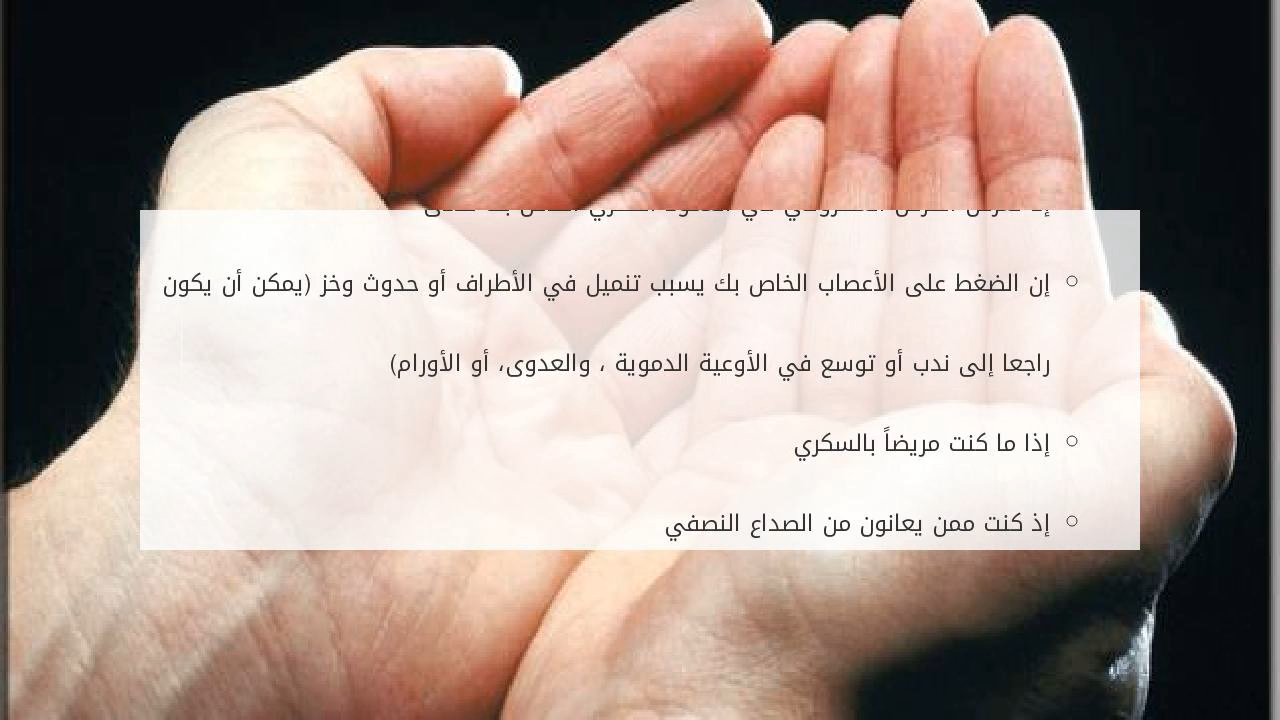 إن الضغط على الأعصاب الخاص بك يسبب تنميل في الأطراف أو حدوث وخز (يمكن أن يكون
راجعا إلى ندب أو توسع في الأوعية الدموية ، والعدوى، أو الأورام)
إذا ما كنت مريضاً بالسكري
إذ كنت ممن يعانون من الصداع النصفي